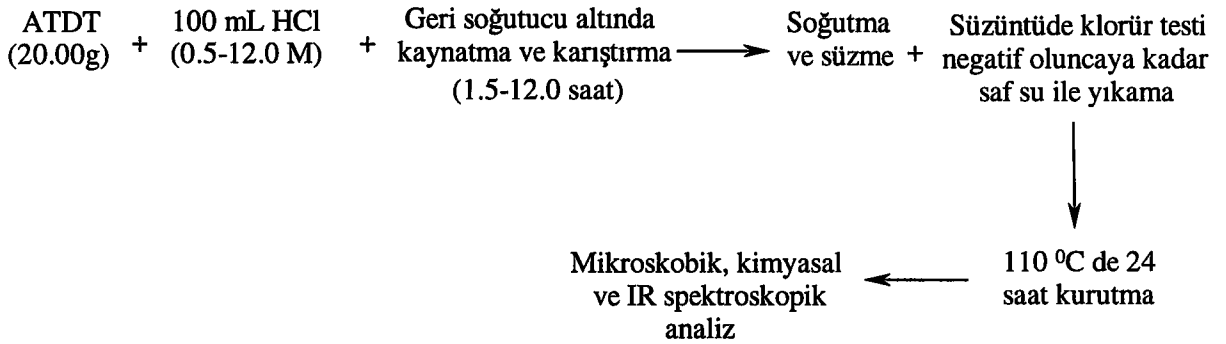 ATDT
(20.00g)
+
100 mL HCl
(0.5-12.0 M)
+
Geri soğutucu altında
kaynatma ve karıştırma
(1.5-12.0 saat)
Soğutma
ve süzme
+
Süzüntüde klorür testi
negatif oluncaya kadar
saf su ile yıkama
110 ⁰C de 24
saat kurutma
Mikroskobik, kimyasal
ve IR spektroskopik
analiz